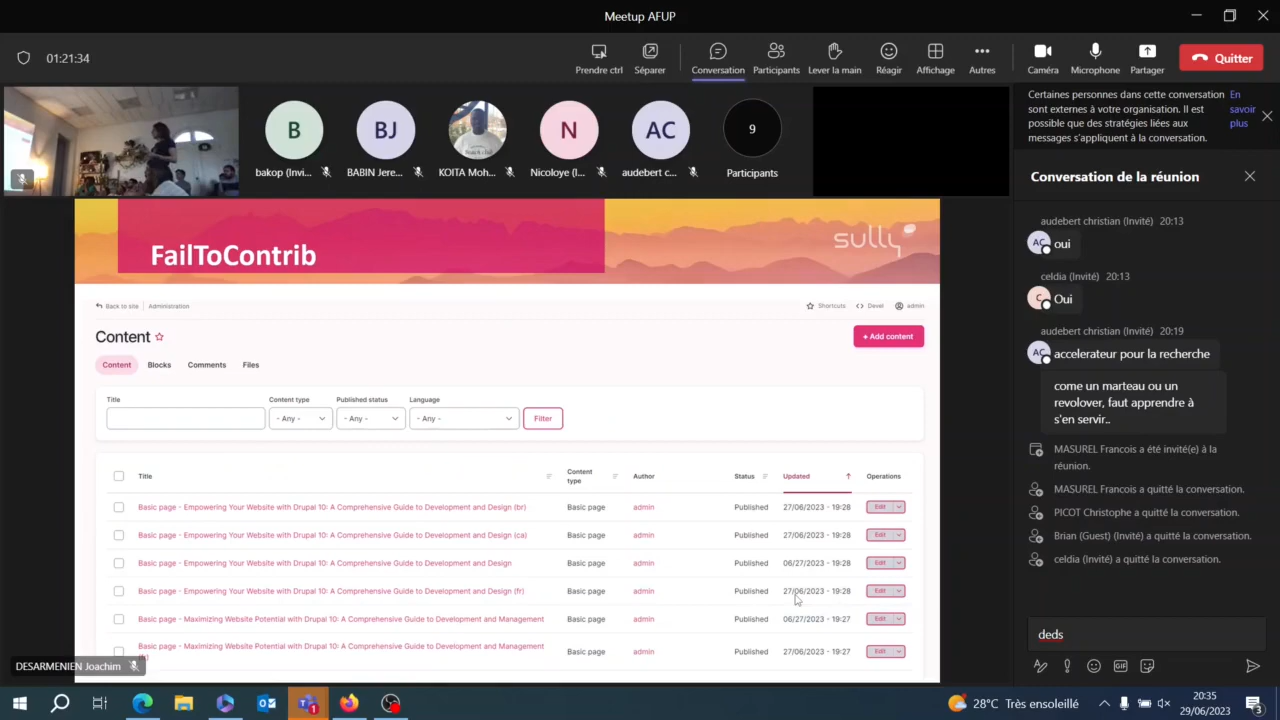 Meetup AFUP
01:21:34
Prendre ctrl
Séparer
Conversation
Participants
Lever la main
Réagir
Affichage
Autres
Caméra
Microphone
Partager
Quitter
B
bakop (Invi...
BJ
BABIN Jere...
KOITA Moh...
N
Nicoloye (I...
AC
audebert c...
9
Participants
Certaines personnes dans cette conversation En
sont externes à votre organisation. Il est savoir
possible que des stratégies liées aux plus
messages s'appliquent à la conversation.
Conversation de la réunion
FailToContrib
sully
Back to site
Administration
Shortcuts
Devel
admin
Content
+ Add content
Content
Blocks
Comments
Files
Title
Content type
Published status
Language
- Any -
- Any -
- Any -
Filter
Title
Content
type
Author
Status
Updated
Operations
Basic page - Empowering Your Website with Drupal 10: A Comprehensive Guide to Development and Design (br) Basic page admin Published 27/06/2023 - 19:28 Edit
Basic page - Empowering Your Website with Drupal 10: A Comprehensive Guide to Development and Design (ca) Basic page admin Published 27/06/2023 - 19:28 Edit
Basic page - Empowering Your Website with Drupal 10: A Comprehensive Guide to Development and Design Basic page admin Published 06/27/2023 - 19:28 Edit
Basic page - Empowering Your Website with Drupal 10: A Comprehensive Guide to Development and Design (fr) Basic page admin Published 27/06/2023 - 19:28 Edit
Basic page - Maximizing Website Potential with Drupal 10: A Comprehensive Guide to Development and Management Basic page admin Published 06/27/2023 - 19:27 Edit
Basic page - Maximizing Website Potential with Drupal 10: A Comprehensive Guide to Development and Management
Basic page admin Published 27/06/2023 - 19:27 Edit
DESARMENIEN Joachim
audebert christian (Invité) 20:13
AC
oui
celdia (Invité) 20:13
C
Oui
audebert christian (Invité) 20:19
AC
accelerateur pour la recherche
come un marteau ou un
revolver, faut apprendre à
s'en servir..
MASUREL Francois a été invité(e) à la
réunion.
MASUREL Francois a quitté la conversation.
PICOT Christophe a quitté la conversation.
Brian (Guest) (Invité) a quitté la conversation.
celdia (Invité) a quitté la conversation.
deds
GIF
1
28°C Très ensoleillé
20:35
29/06/2023
3